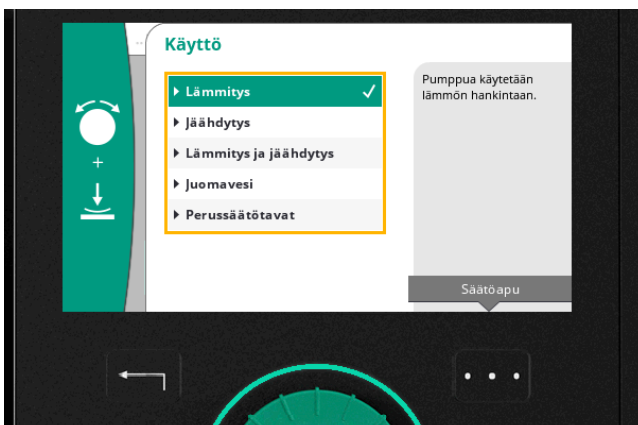 Käyttö
Lämmitys
Jäähdytys
Lämmitys ja jäähdytys
Juomavesi
Perussäätötavat
Pumppua käytetään
lämmön hankintaan.
Säätöapu